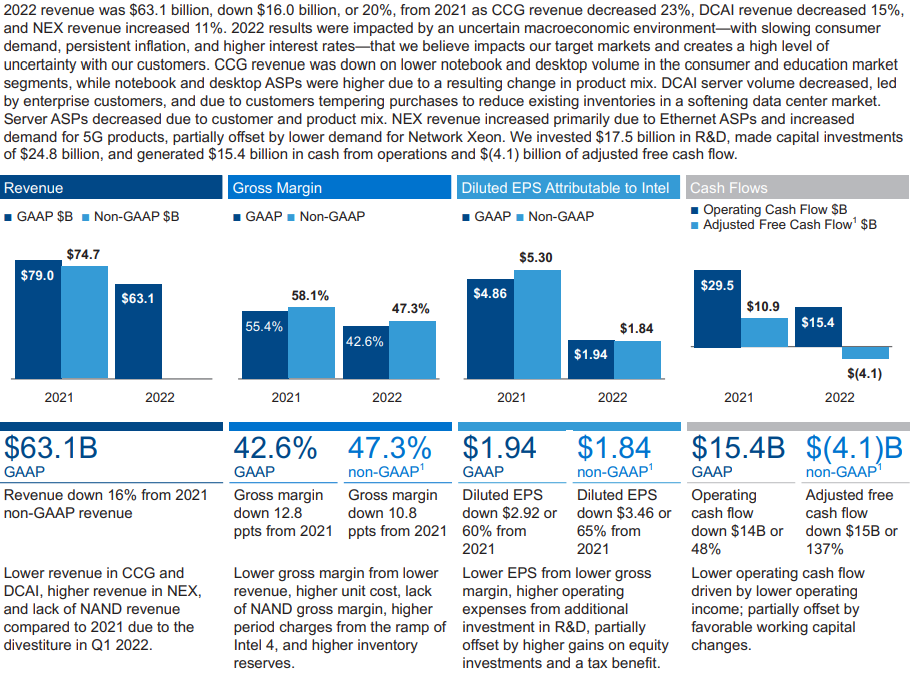 2022 revenue was $63.1 billion, down $16.0 billion, or 20%, from 2021 as CCG revenue decreased 23%, DCAI revenue decreased 15%,
and NEX revenue increased 11%. 2022 results were impacted by an uncertain macroeconomic environment—with slowing consumer
demand, persistent inflation, and higher interest rates—that we believe impacts our target markets and creates a high level of
uncertainty with our customers. CCG revenue was down on lower notebook and desktop volume in the consumer and education market
segments, while notebook and desktop ASPs were higher due to a resulting change in product mix. DCAI server volume decreased, led
by enterprise customers, and due to customers tempering purchases to reduce existing inventories in a softening data center market.
Server ASPs decreased due to customer and product mix. NEX revenue increased primarily due to Ethernet ASPs and increased
demand for 5G products, partially offset by lower demand for Network Xeon. We invested $17.5 billion in R&D, made capital investments
of $24.8 billion, and generated $15.4 billion in cash from operations and $(4.1) billion of adjusted free cash flow.
Revenue
GAAP $B Non-GAAP $B
$79.0
$74.7
$63.1
2021 2022
$63.1B
GAAP
Revenue down 16% from 2021
non-GAAP revenue
Lower revenue in CCG and
DCAI, higher revenue in NEX,
and lack of NAND revenue
compared to 2021 due to the
divestiture in Q1 2022.
Gross Margin
GAAP Non-GAAP
55.4%
58.1%
42.6%
47.3%
2021 2022
42.6%
GAAP
Gross margin
down 12.8
ppts from 2021
47.3%
non-GAAP¹
Gross margin
down 10.8
ppts from 2021
Lower gross margin from lower
revenue, higher unit cost, lack
of NAND gross margin, higher
period charges from the ramp of
Intel 4, and higher inventory
reserves.
Diluted EPS Attributable to Intel
GAAP Non-GAAP
$4.86
$5.30
$1.94
$1.84
2021 2022
$1.94
GAAP
Diluted EPS
down $2.92 or
60% from
2021
$1.84
non-GAAP¹
Diluted EPS
down $3.46 or
65% from
2021
Lower EPS from lower gross
margin, higher operating
expenses from additional
investment in R&D, partially
offset by higher gains on equity
investments and a tax benefit.
Cash Flows
Operating Cash Flow $B
Adjusted Free Cash Flow¹ $B
$29.5
$10.9
$15.4
$(4.1)
2021 2022
$15.4B
GAAP
Operating
cash flow
down $14B or
48%
$(4.1)B
non-GAAP¹
Adjusted free
cash flow
down $15B or
137%
Lower operating cash flow
driven by lower operating
income; partially offset by
favorable working capital
changes.